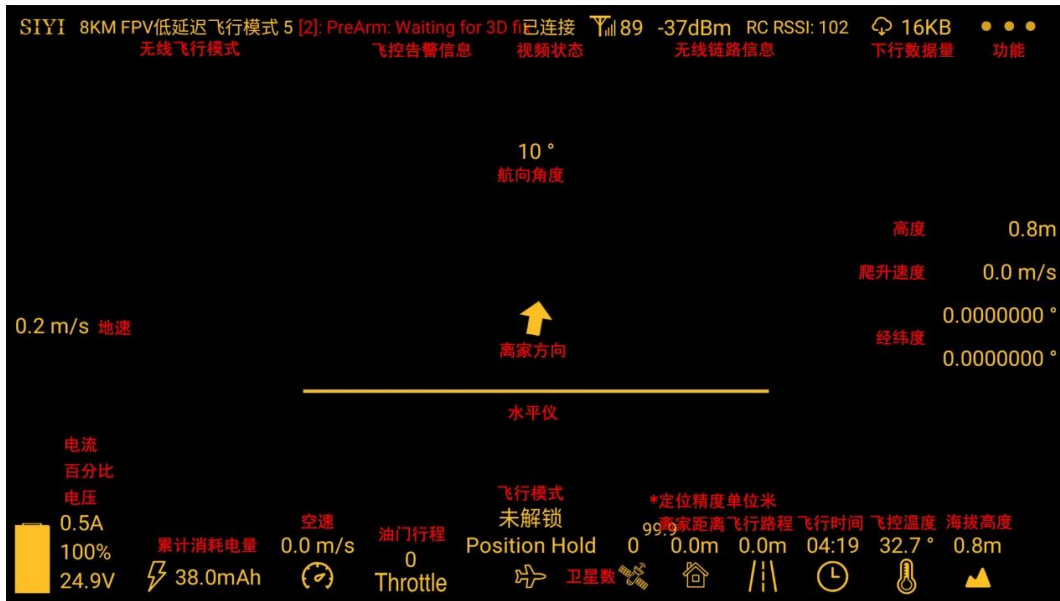 SIYI 8KM FPV低延迟飞行模式 5 [2]: PreArm: Waiting for 3D fi已连接 89 -37dBm RC RSSI: 102 16KB
无线飞行模式 飞控告警信息 视频状态 无线链路信息 下行数据量 功能
10 °
航向角度
高度 0.8m
爬升速度 0.0 m/s
0.0000000 °
0.2 m/s 地速
经纬度
离家方向
0.0000000 °
水平仪
电流
百分比
电压
飞行模式
*定位精度单位米
0.5A
空速
未解锁
99.9
离家距离 飞行路程 飞行时间 飞控温度 海拔高度
油门行程
100%
累计消耗电量
0.0 m/s
0
Position Hold 0 0.0m 0.0m 04:19 32.7 ° 0.8m
24.9V 38.0mAh Throttle 卫星数